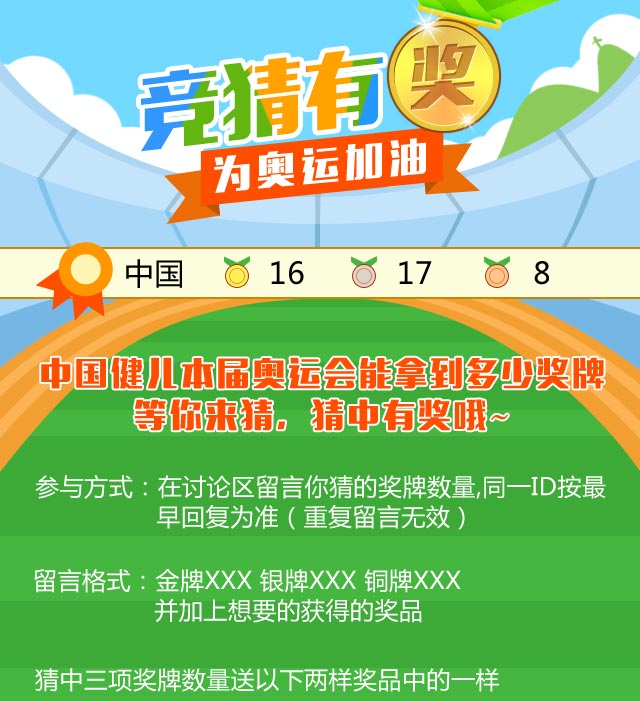 竞猜有奖
为奥运加油
中国 16 17 8
中国健儿本届奥运会能拿到多少奖牌
等你来猜，猜中有奖哦~
参与方式：在讨论区留言你猜的奖牌数量,同一ID按最
早回复为准（重复留言无效）
留言格式：金牌XXX 银牌XXX 铜牌XXX
并加上想要的获得的奖品
猜中三项奖牌数量送以下两样奖品中的一样